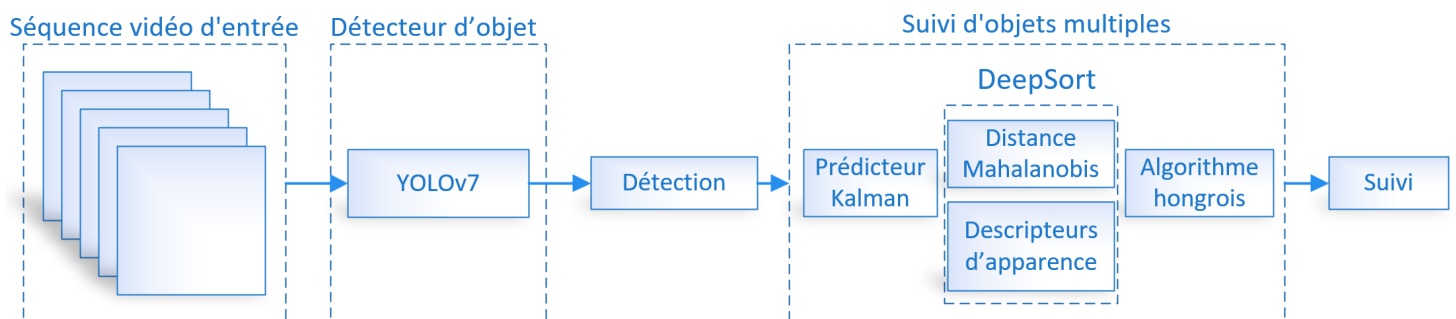 Séquence vidéo d'entrée
Détecteur d’objet
Suivi d'objets multiples
DeepSort
YOLOv7
Détection
Prédicteur
Kalman
Distance
Mahalanobis
Descripteurs
d’apparence
Algorithme
hongrois
Suivi